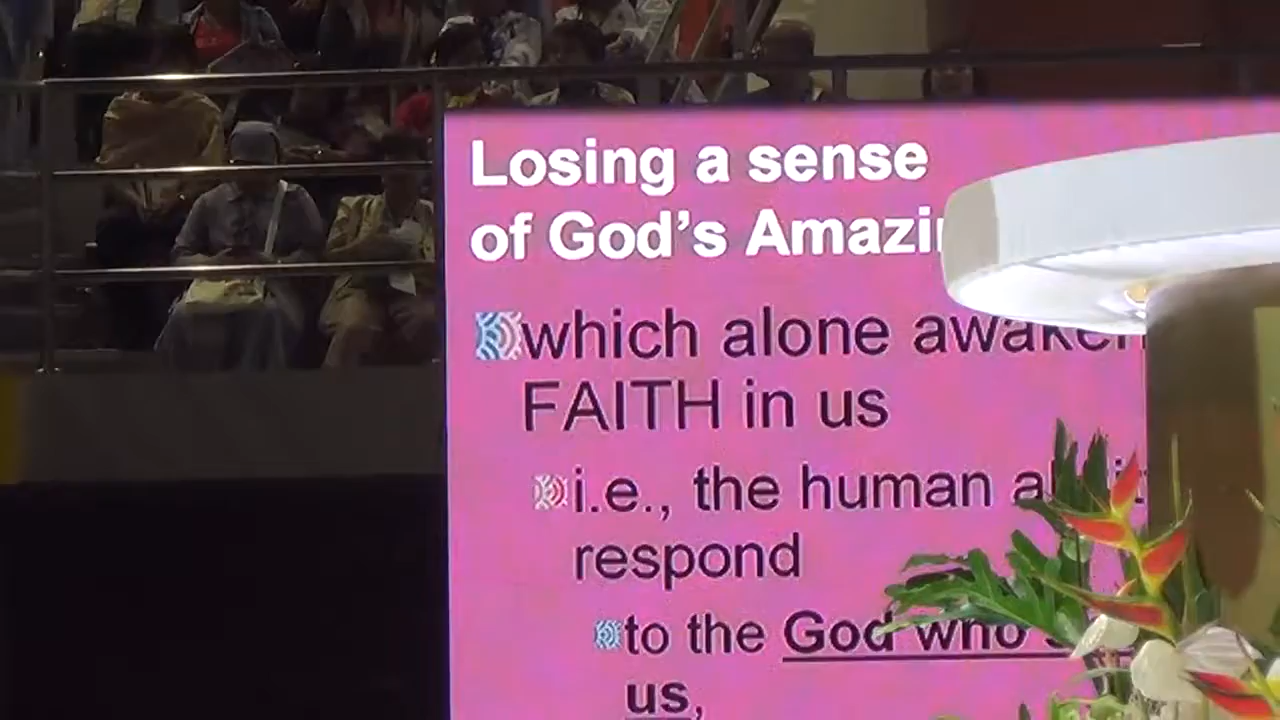 Losing a sense
of God's
which alone
FAITH in us
i.e., the human
respond
to the God who
us,